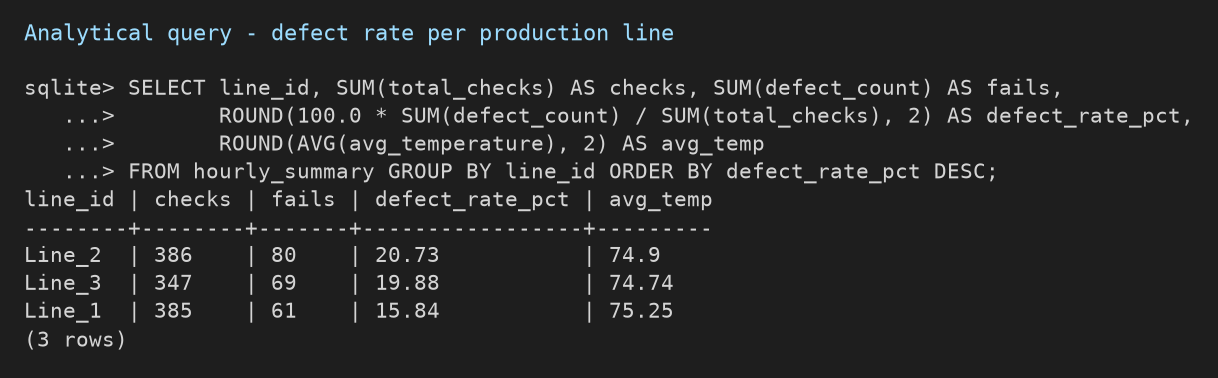 Analytical query - defect rate per production line
sqlite> SELECT line_id, SUM(total_checks) AS checks, SUM(defect_count) AS fails,
   ...>        ROUND(100.0 * SUM(defect_count) / SUM(total_checks), 2) AS defect_rate_pct,
   ...>        ROUND(AVG(avg_temperature), 2) AS avg_temp
   ...> FROM hourly_summary GROUP BY line_id ORDER BY defect_rate_pct DESC;
line_id | checks | fails | defect_rate_pct | avg_temp
--------+--------+-------+-----------------+---------
Line_2  | 386    | 80    | 20.73           | 74.9
Line_3  | 347    | 69    | 19.88           | 74.74
Line_1  | 385    | 61    | 15.84           | 75.25
(3 rows)